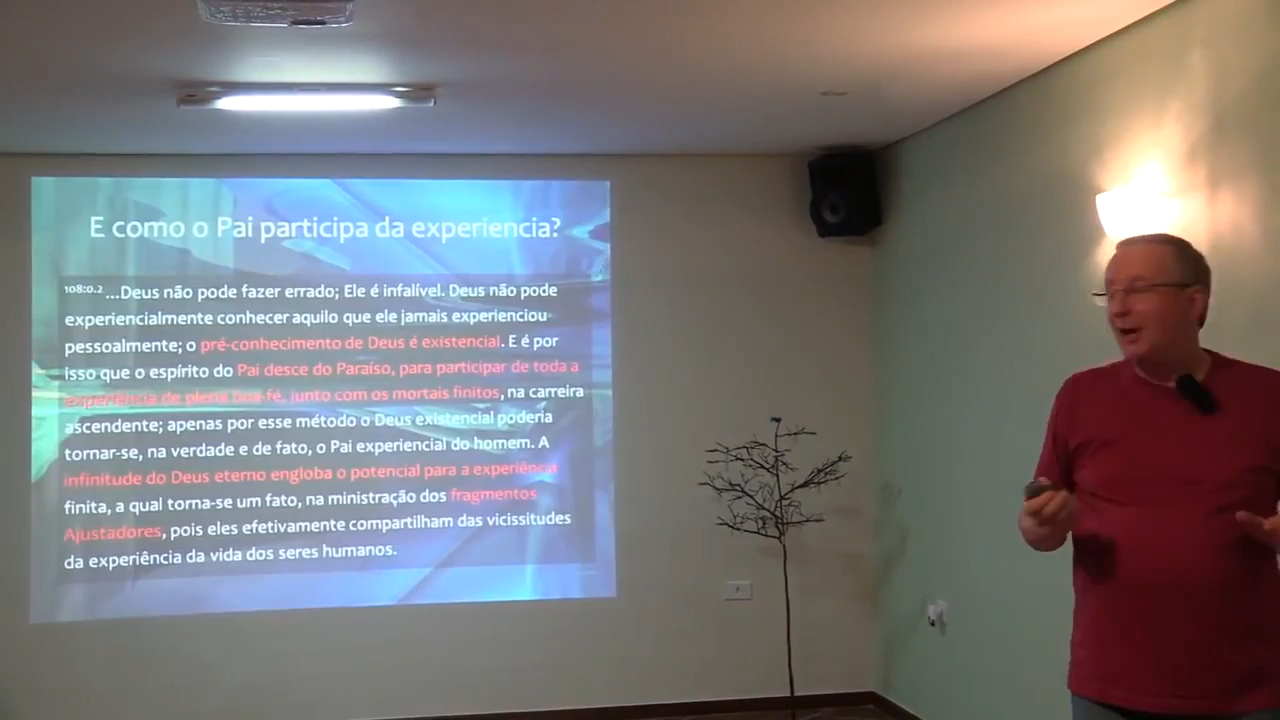 E como o Pai participa da experiencia?
108:0.2 ...Deus não pode fazer errado; Ele é infalível. Deus não pode
experiencialmente conhecer aquilo que ele jamais experienciou
pessoalmente; o pré-conhecimento de Deus é existencial. E é por
isso que o espírito do Pai desce do Paraíso, para participar de toda a
experiência de plena boa-fé, junto com os mortais finitos, na carreira
ascendente; apenas por esse método o Deus existencial poderia
tornar-se, na verdade e de fato, o Pai experiencial do homem. A
infinitude do Deus eterno engloba o potencial para a experiência
finita, a qual torna-se um fato, na ministração dos fragmentos
Ajustadores, pois eles efetivamente compartilham das vicissitudes
da experiência da vida dos seres humanos.